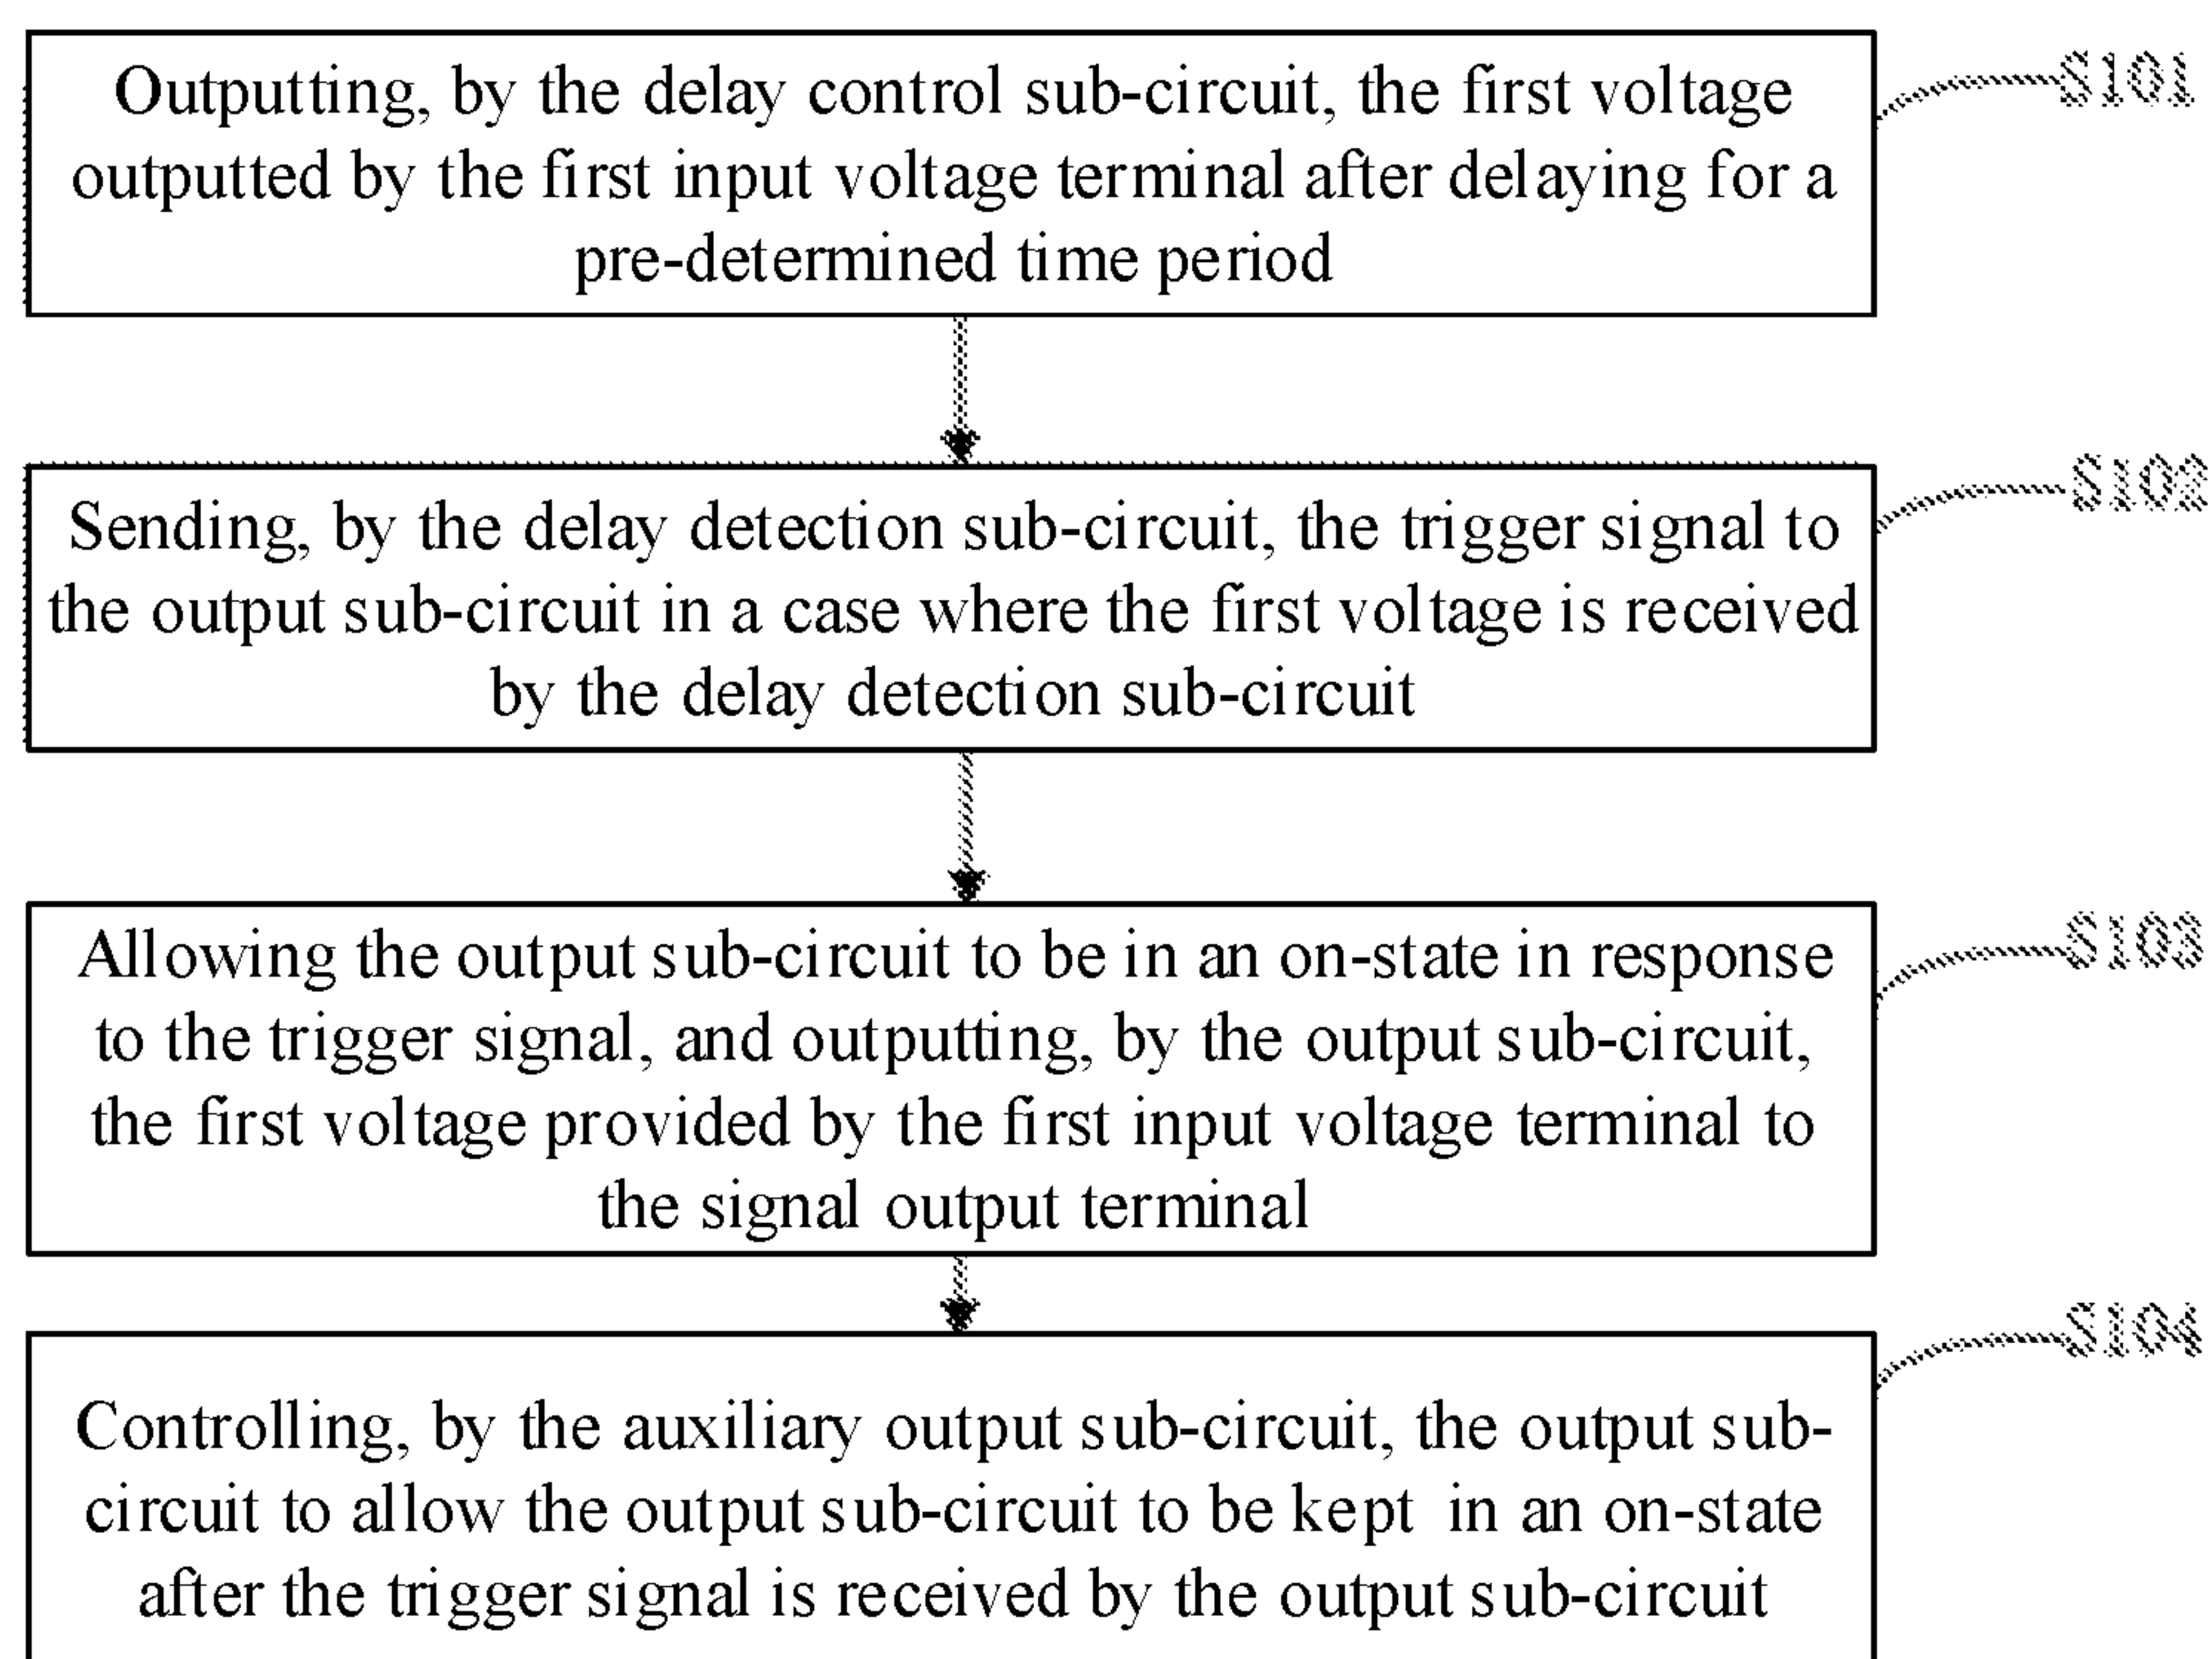 Outputting, by the delay control sub-circuit, the first voltage
outputted by the first input voltage terminal after delaying for a
pre-determined time period
S101
Sending, by the delay detection sub-circuit, the trigger signal to
the output sub-circuit in a case where the first voltage is received
by the delay detection sub-circuit
S102
Allowing the output sub-circuit to be in an on-state in response
to the trigger signal, and outputting, by the output sub-circuit,
the first voltage provided by the first input voltage terminal to
the signal output terminal
S103
Controlling, by the auxiliary output sub-circuit, the output sub-
circuit to allow the output sub-circuit to be kept in an on-state
after the trigger signal is received by the output sub-circuit
S104